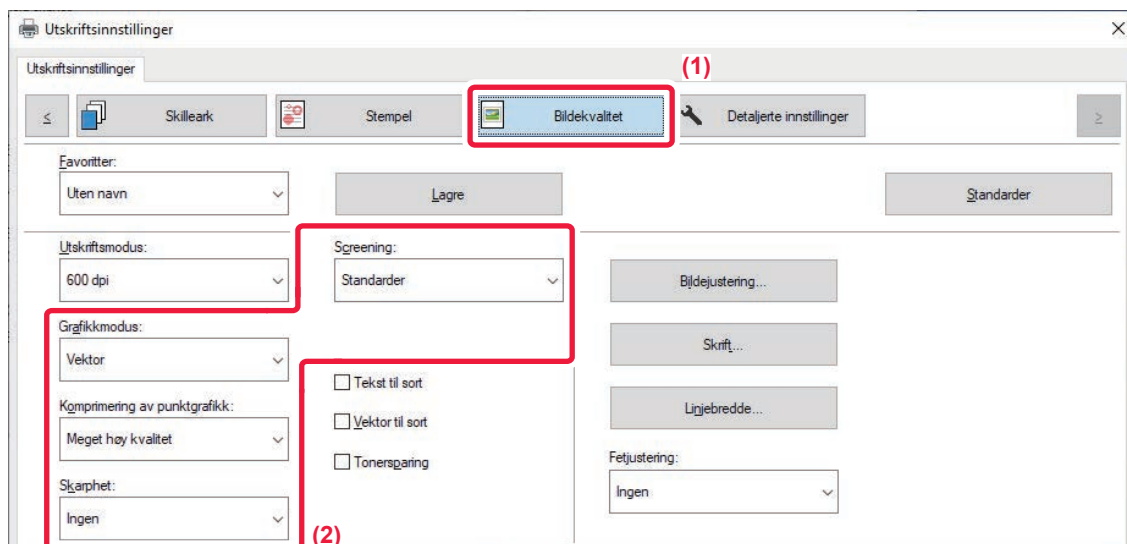 Utskriftsinnstillinger
Utskriftsinnstillinger
(1)
<
Skilleark
Stempel
Bildekvalitet
Detaljerte innstillinger
>
Favoritter:
Uten navn
Lagre
Standarder
Utskriftsmodus:
600 dpi
Screening:
Standarder
Bildejustering...
Grafikkmodus:
Vektor
Skrift...
Tekst til sort
Komprimering av punktgrafikk:
Meget høy kvalitet
Vektor til sort
Linjebredde...
Tonersparing
Fetjustering:
Ingen
Skarphet:
Ingen
(2)